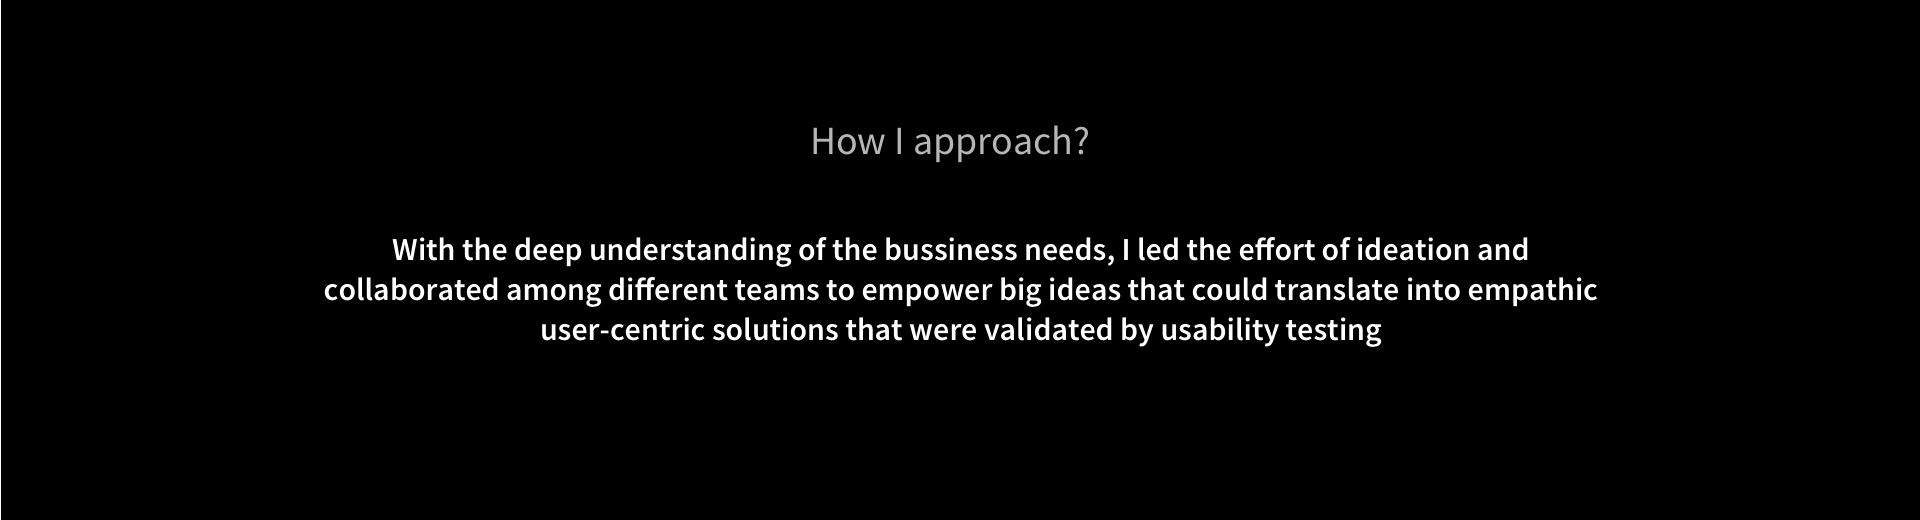 How I approach?
With the deep understanding of the bussiness needs, I led the effort of ideation and
collaborated among different teams to empower big ideas that could translate into empathic
user-centric solutions that were validated by usability testing